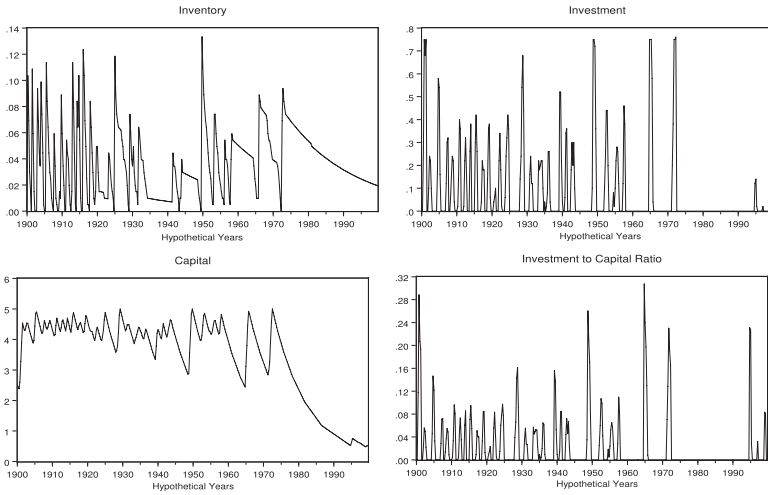 Inventory
.14
.12
.10
.08
.06
.04
.02
.00
1900 1910 1920 1930 1940 1950 1960 1970 1980 1990
Hypothetical Years
Investment
.8
.7
.6
.5
.4
.3
.2
.1
.0
1900 1910 1920 1930 1940 1950 1960 1970 1980 1990
Hypothetical Years
Capital
6
5
4
3
2
1
0
1900 1910 1920 1930 1940 1950 1960 1970 1980 1990
Hypothetical Years
Investment to Capital Ratio
.32
.28
.24
.20
.16
.12
.08
.04
.00
1900 1910 1920 1930 1940 1950 1960 1970 1980 1990
Hypothetical Years